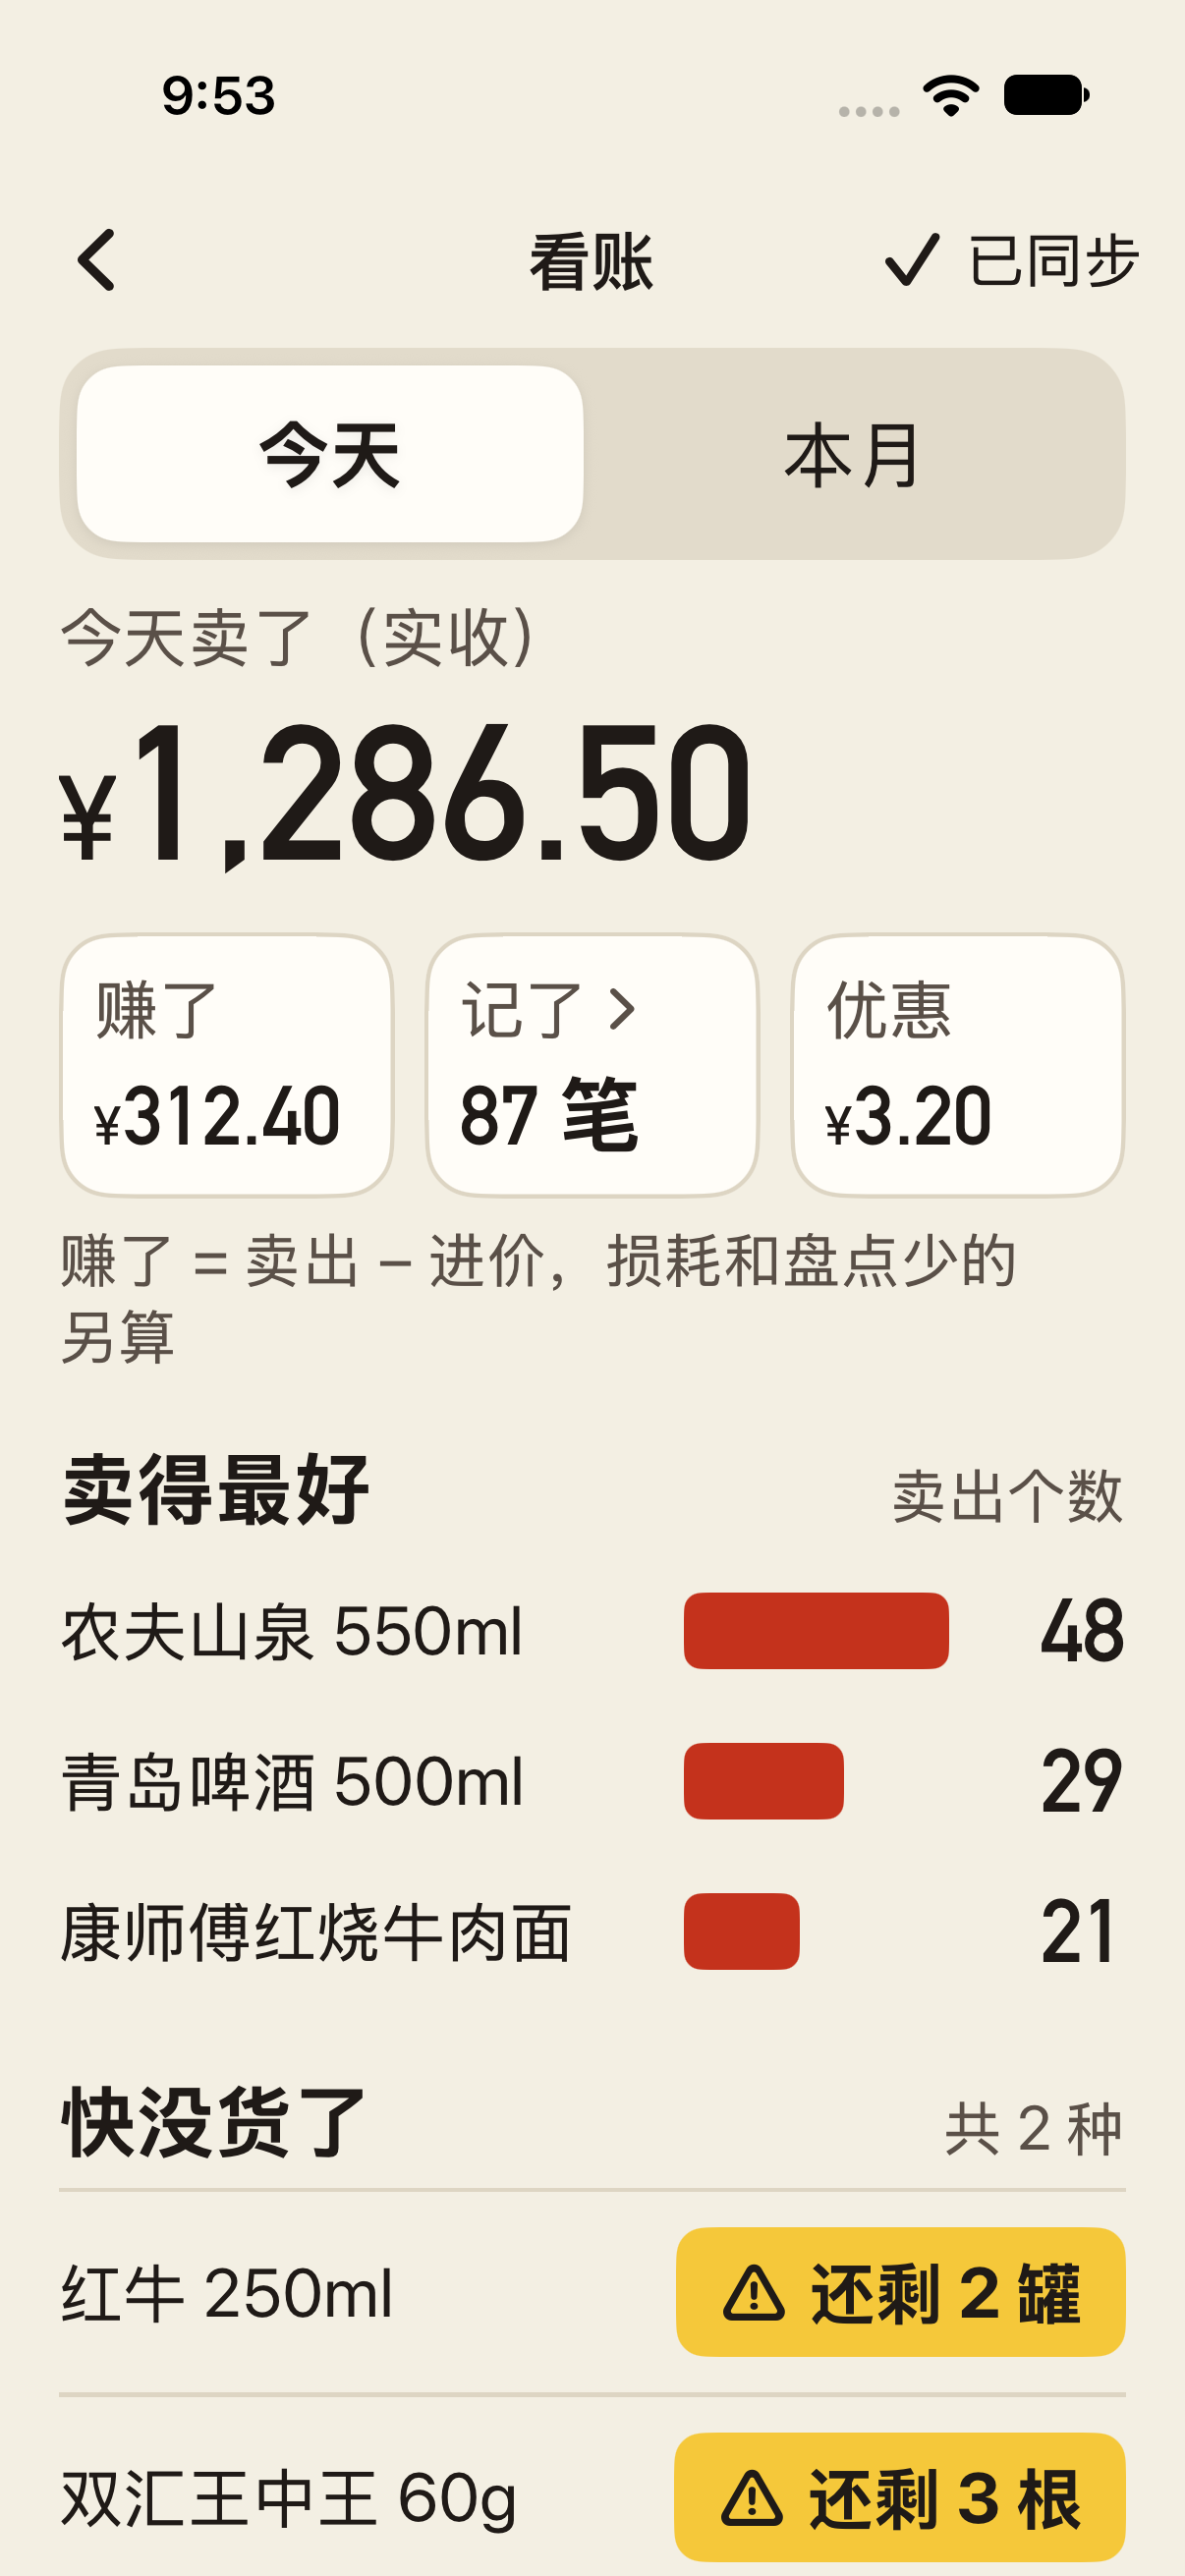 9:53
看账
已同步
今天
本月
今天卖了（实收）
¥1,286.50
赚了
¥312.40
记了
87 笔
优惠
¥3.20
赚了 = 卖出 − 进价，损耗和盘点少的
另算
卖得最好
卖出个数
农夫山泉 550ml
48
青岛啤酒 500ml
29
康师傅红烧牛肉面
21
快没货了
共 2 种
红牛 250ml
还剩 2 罐
双汇王中王 60g
还剩 3 根